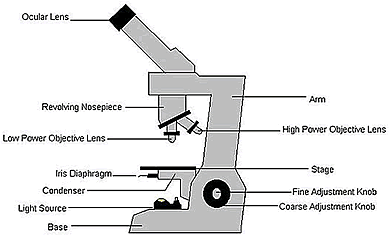 Ocular Lens
Arm
Revolving Nosepiece
High Power Objective Lens
Low Power Objective Lens
Stage
Iris Diaphragm
Condenser
Fine Adjustment Knob
Light Source
Coarse Adjustment Knob
Base